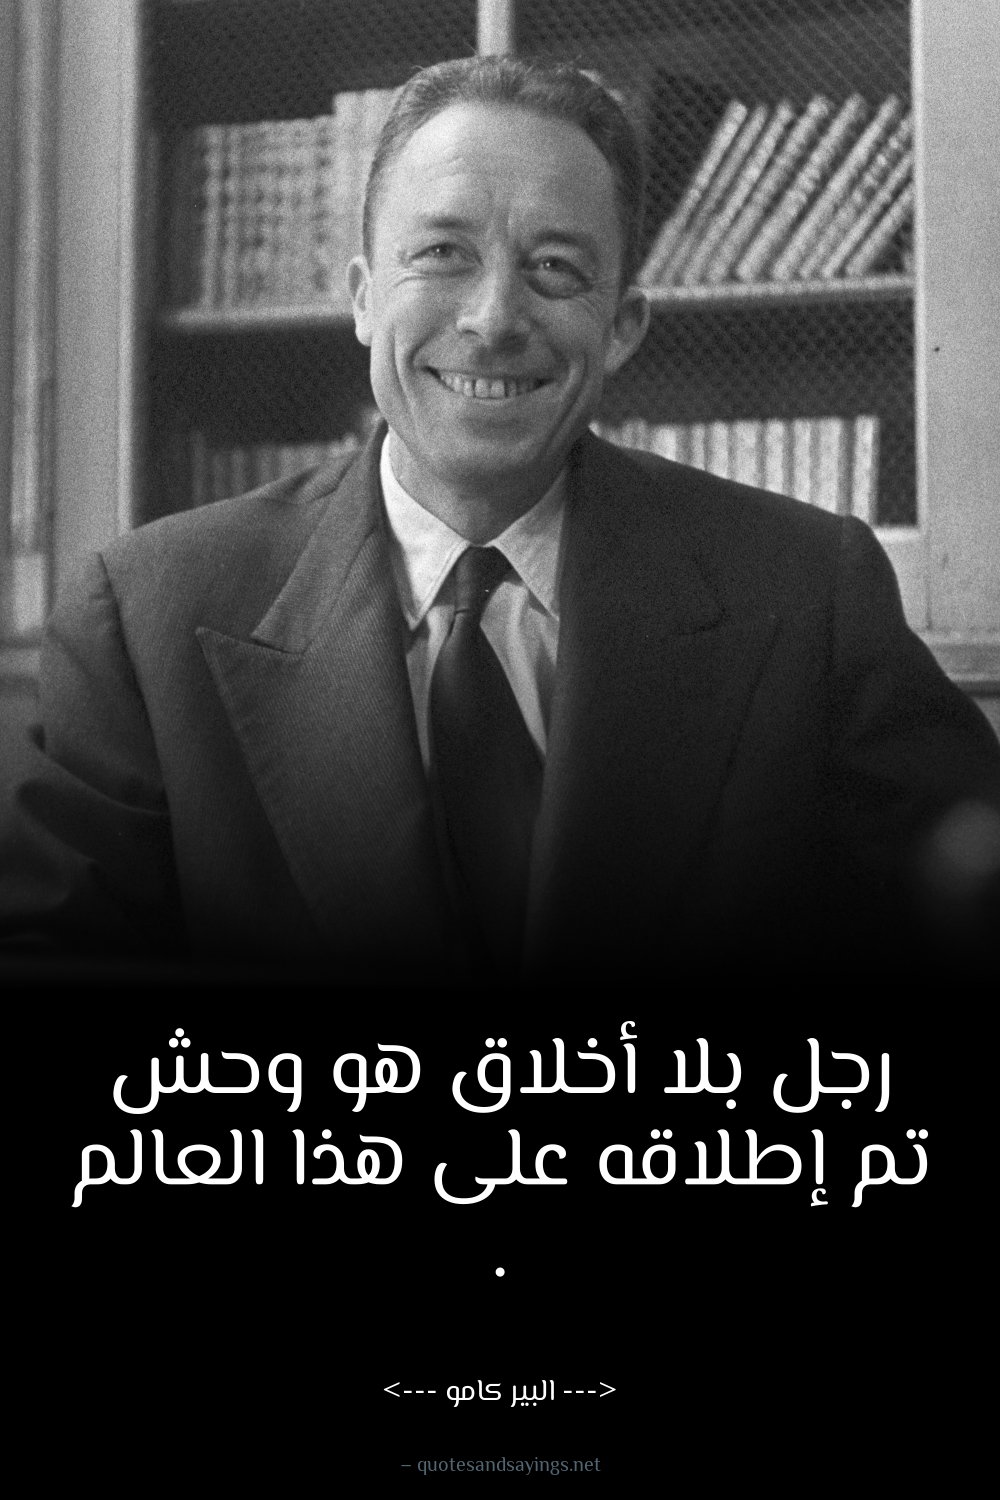 رجل بلا أخلاق هو وحش
تم إطلاقه على هذا العالم
.
<--- البير كامو --->
– quotesandsayings.net